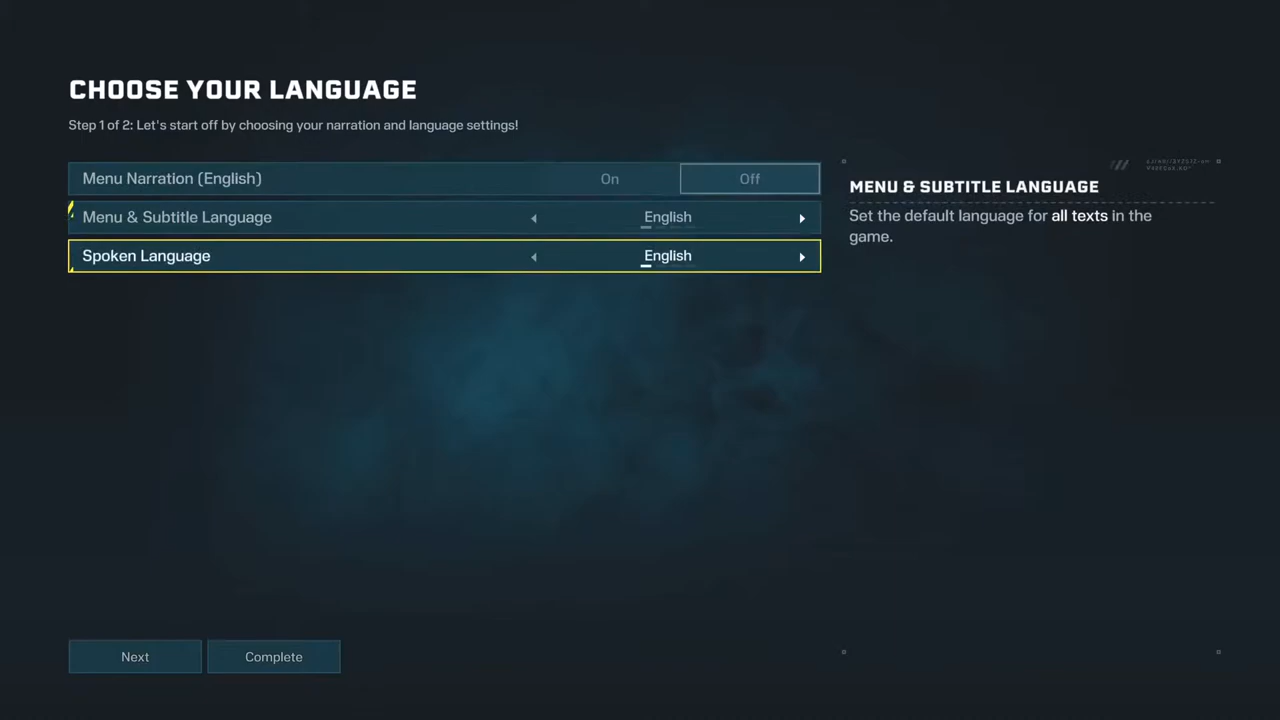 CHOOSE YOUR LANGUAGE
Step 1 of 2: Let's start off by choosing your narration and language settings!
Menu Narration (English) On Off
Menu & Subtitle Language English
Spoken Language English
MENU & SUBTITLE LANGUAGE
Set the default language for all texts in the
game.
Next Complete